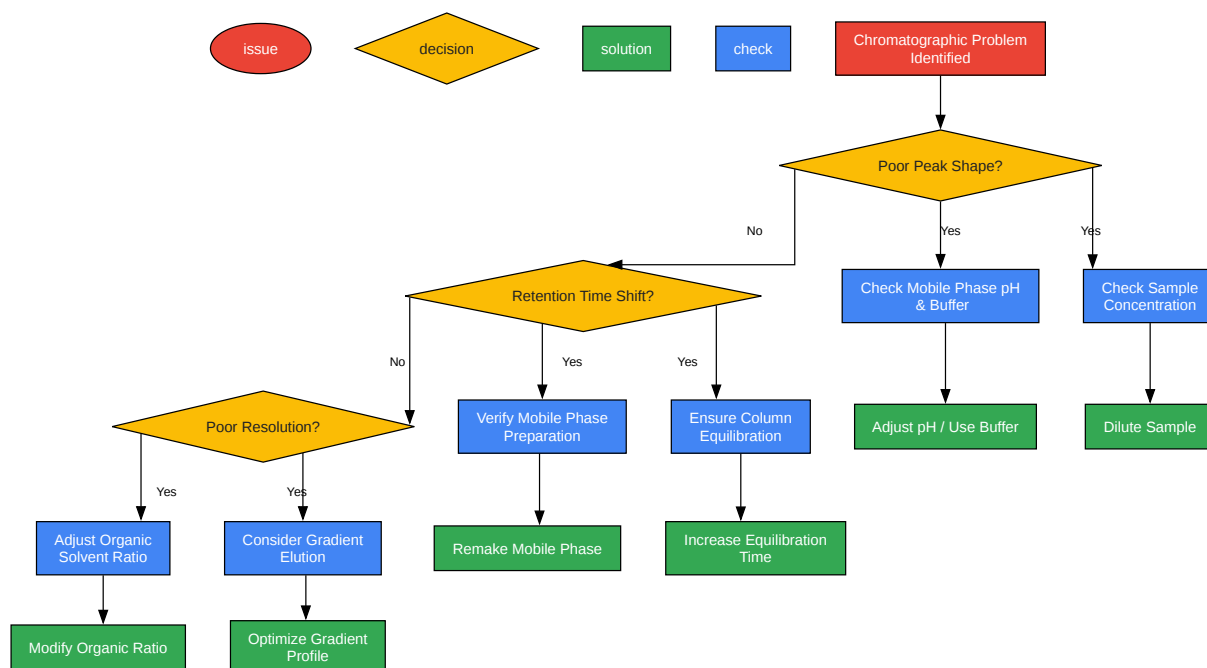 issue
decision
solution
check
Chromatographic Problem
Identified
Poor Peak Shape?
No
Yes
Yes
Retention Time Shift?
Check Mobile Phase pH
& Buffer
Check Sample
Concentration
No
Yes
Yes
Poor Resolution?
Verify Mobile Phase
Preparation
Ensure Column
Equilibration
Adjust pH / Use Buffer
Dilute Sample
Yes
Yes
Adjust Organic
Solvent Ratio
Consider Gradient
Elution
Remake Mobile Phase
Increase Equilibration
Time
Modify Organic Ratio
Optimize Gradient
Profile